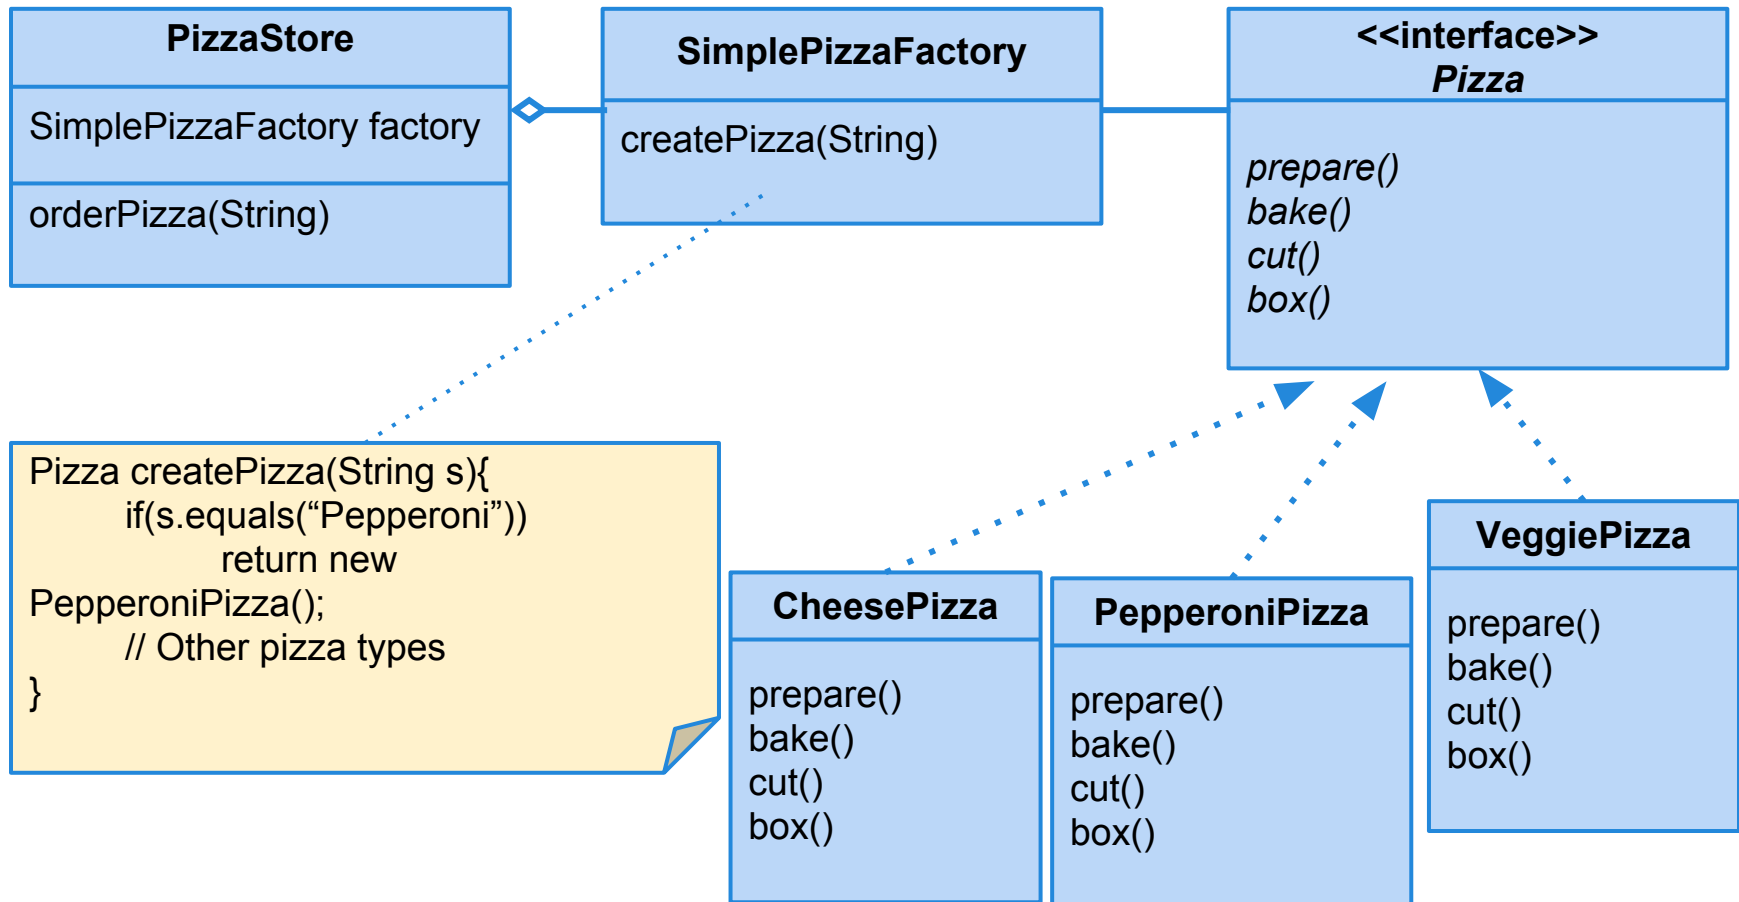 PizzaStore
SimplePizzaFactory factory
orderPizza(String)
SimplePizzaFactory
createPizza(String)
<<interface>>
Pizza
prepare()
bake()
cut()
box()
Pizza createPizza(String s){
if(s.equals(“Pepperoni”))
return new
PepperoniPizza();
// Other pizza types
}
CheesePizza
prepare()
bake()
cut()
box()
PepperoniPizza
prepare()
bake()
cut()
box()
VeggiePizza
prepare()
bake()
cut()
box()